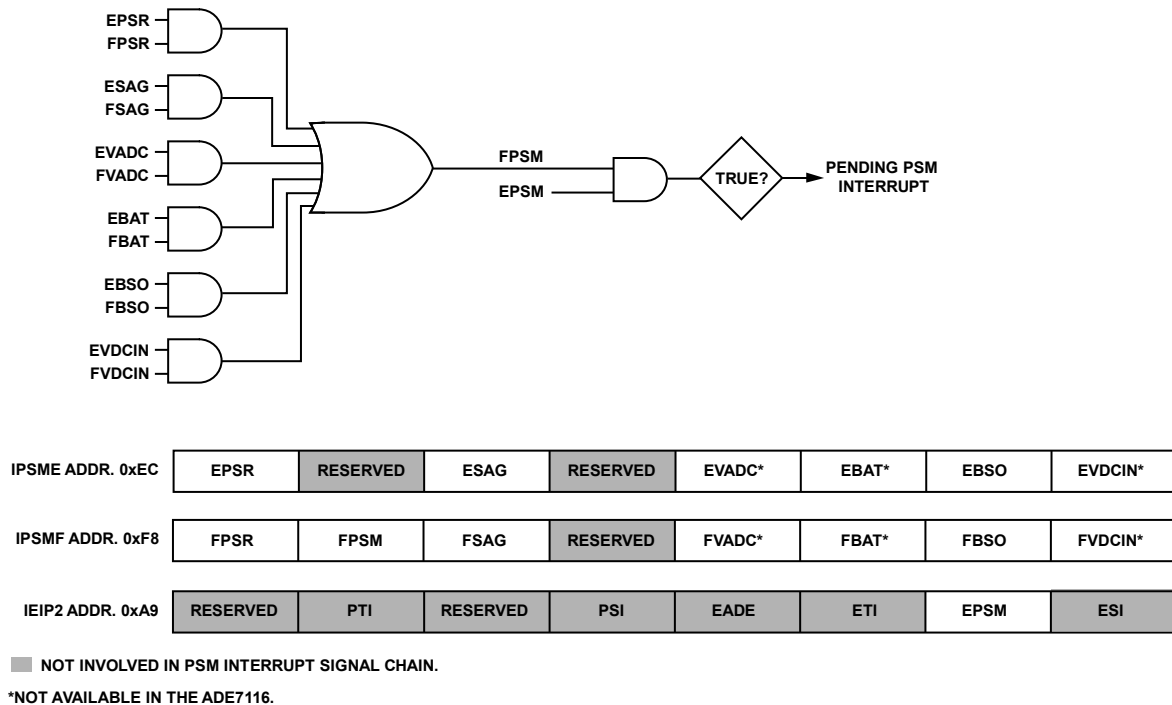 EPSR
FPSR
ESAG
FSAG
EVADC
FVADC
EBAT
FBAT
EBSO
FBSO
EVDCIN
FVDCIN
FPSM
EPSM
TRUE?
PENDING PSM
INTERRUPT
IPSME ADDR. 0xEC EPSR RESERVED ESAG RESERVED EVADC* EBAT* EBSO EVDCIN*
IPSMF ADDR. 0xF8 FPSR FPSM FSAG RESERVED FVADC* FBAT* FBSO FVDCIN*
IEIP2 ADDR. 0xA9 RESERVED PTI RESERVED PSI EADE ETI EPSM ESI
NOT INVOLVED IN PSM INTERRUPT SIGNAL CHAIN.
*NOT AVAILABLE IN THE ADE7116.